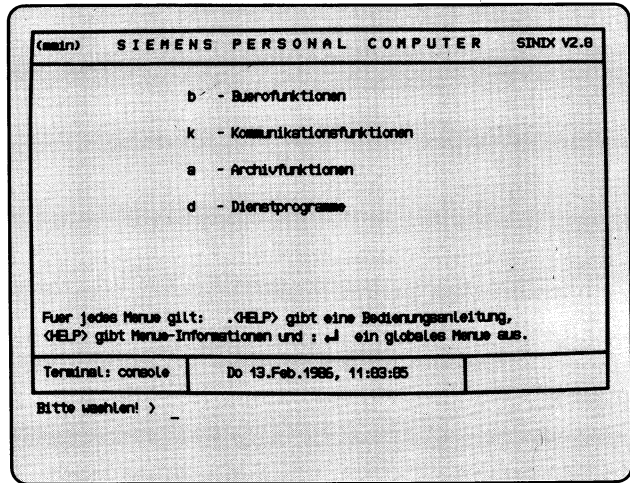 (main) SIEMENS PERSONAL COMPUTER SINIX V2.0
b - Buerofunktionen
k - Kommunikationsfunktionen
a - Archivfunktionen
d - Dienstprogramme
Fuer jedes Menue gilt: .<HELP> gibt eine Bedienungsanleitung,
<HELP> gibt Menue-Informationen und : ↵ ein globales Menue aus.
Terminal: console Do 13.Feb.1986, 11:03:05
Bitte waehlen! > _